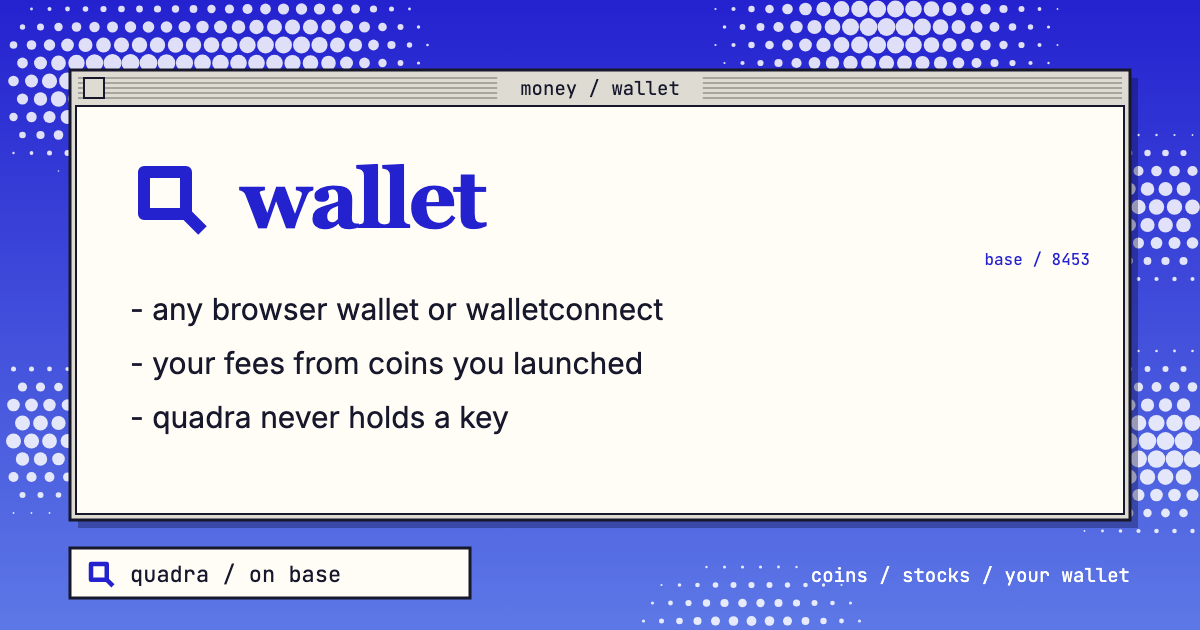 money / wallet
wallet
base / 8453
- any browser wallet or walletconnect
- your fees from coins you launched
- quadra never holds a key
quadra / on base
coins / stocks / your wallet